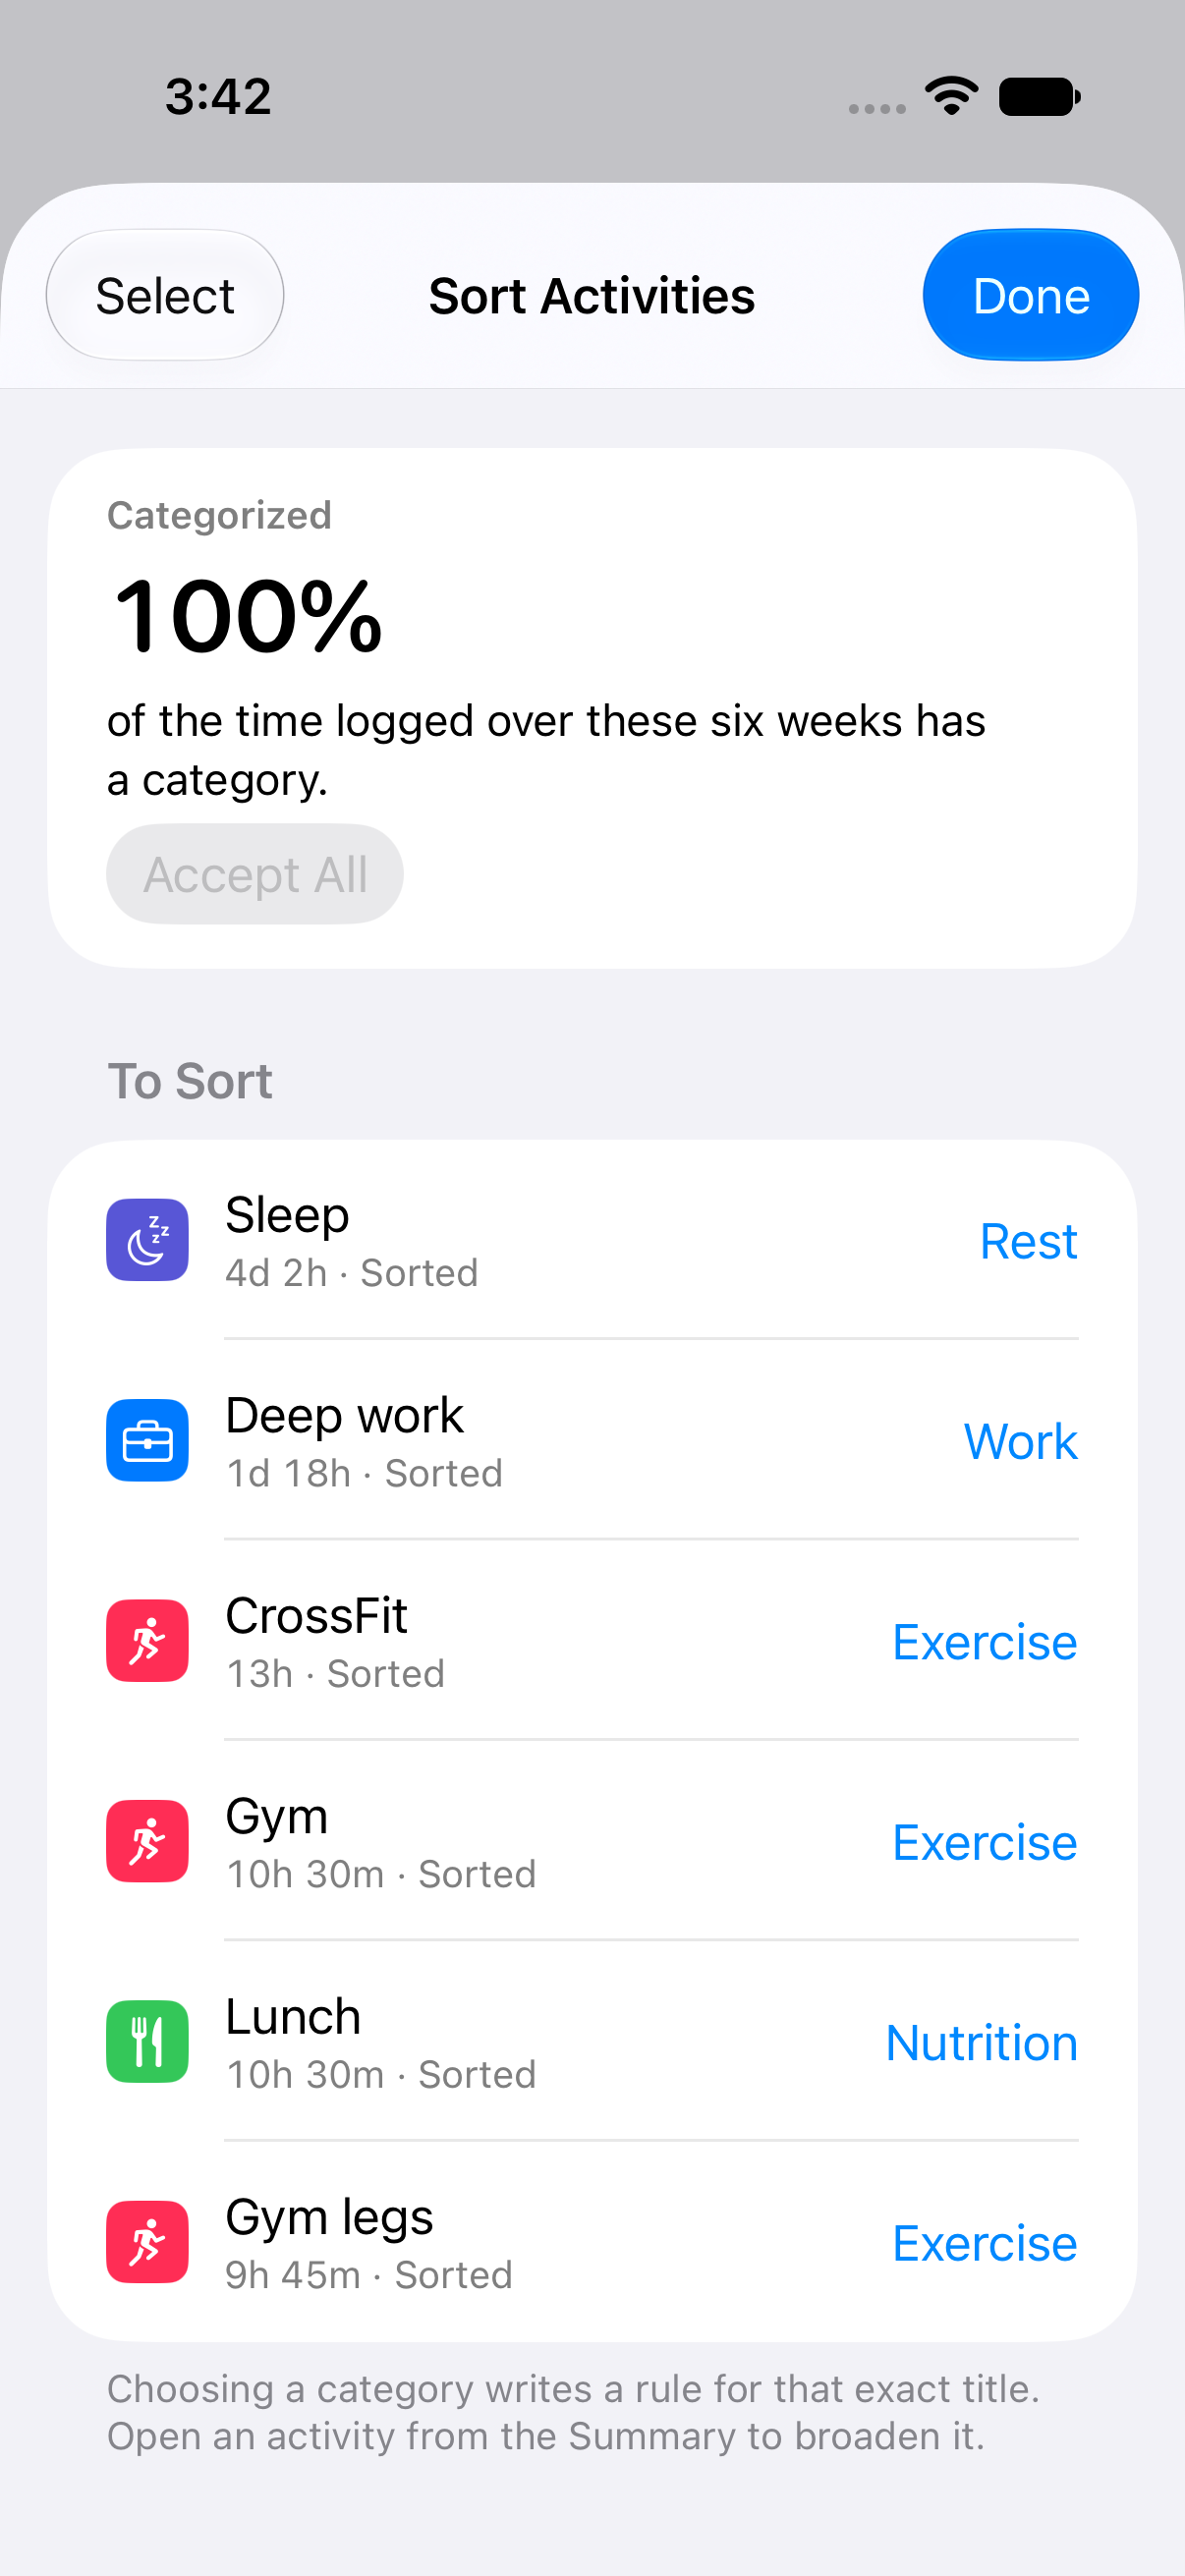 3:42
Select
Sort Activities
Done
Categorized
100%
of the time logged over these six weeks has
a category.
Accept All
To Sort
Sleep
4d 2h · Sorted
Rest
Deep work
1d 18h · Sorted
Work
CrossFit
13h · Sorted
Exercise
Gym
10h 30m · Sorted
Exercise
Lunch
10h 30m · Sorted
Nutrition
Gym legs
9h 45m · Sorted
Exercise
Choosing a category writes a rule for that exact title.
Open an activity from the Summary to broaden it.